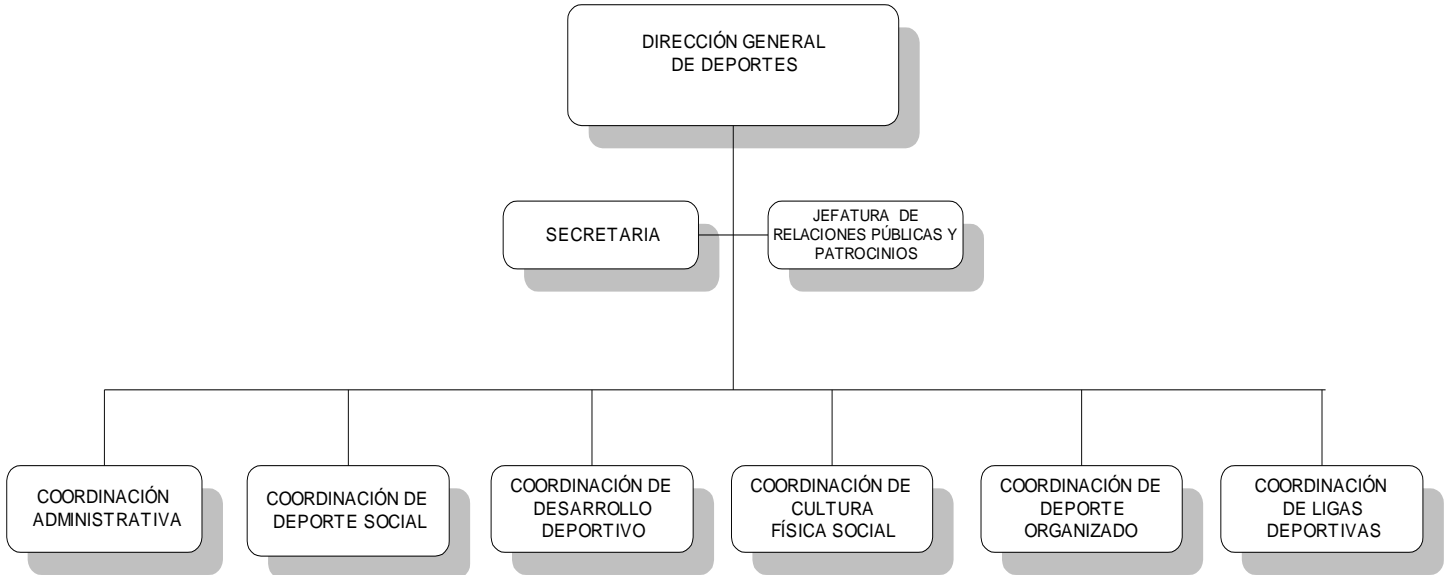 DIRECCIÓN GENERAL
DE DEPORTES
SECRETARIA
JEFATURA DE
RELACIONES PÚBLICAS Y
PATROCINIOS
COORDINACIÓN
ADMINISTRATIVA
COORDINACIÓN DE
DEPORTE SOCIAL
COORDINACIÓN DE
DESARROLLO
DEPORTIVO
COORDINACIÓN DE
CULTURA
FÍSICA SOCIAL
COORDINACIÓN DE
DEPORTE
ORGANIZADO
COORDINACIÓN
DE LIGAS
DEPORTIVAS